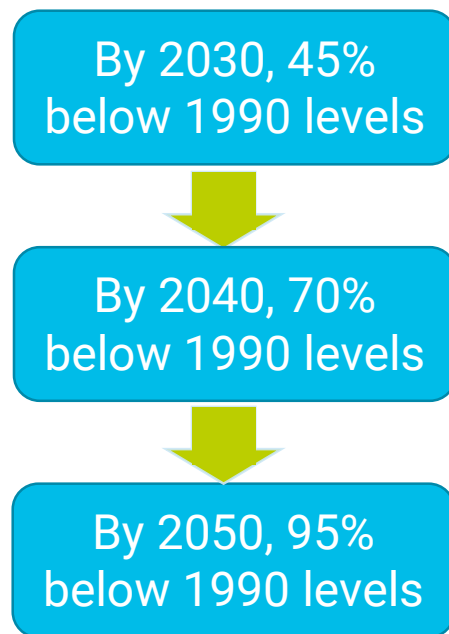 By 2030, 45%
below 1990 levels
By 2040, 70%
below 1990 levels
By 2050, 95%
below 1990 levels